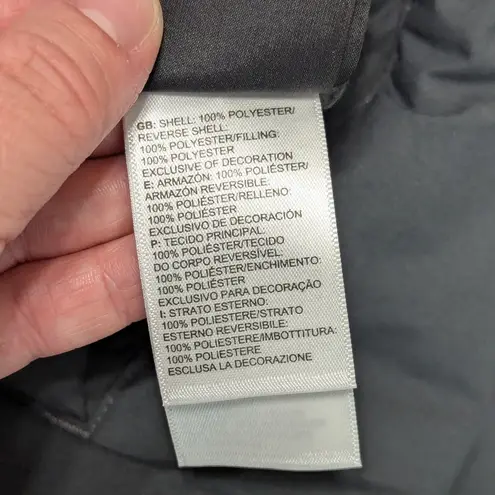 GB: SHELL: 100% POLYESTER/
REVERSE SHELL:
100% POLYESTER/FILLING:
100% POLYESTER
EXCLUSIVE OF DECORATION
E: ARMAZÓN: 100% POLIÉSTER/
ARMAZÓN REVERSIBLE:
100% POLIÉSTER/RELLENO:
100% POLIÉSTER
EXCLUSIVO DE DECORACIÓN
P: TECIDO PRINCIPAL:
100% POLIÉSTER/TECIDO
DO CORPO REVERSÍVEL:
100% POLIÉSTER/ENCHIMENTO:
100% POLIÉSTER
EXCLUSIVO PARA DECORAÇÃO
I: STRATO ESTERNO:
100% POLIESTERE/STRATO
ESTERNO REVERSIBILE:
100% POLIESTERE/IMBOTTITURA:
100% POLIESTERE
ESCLUSA LA DECORAZIONE